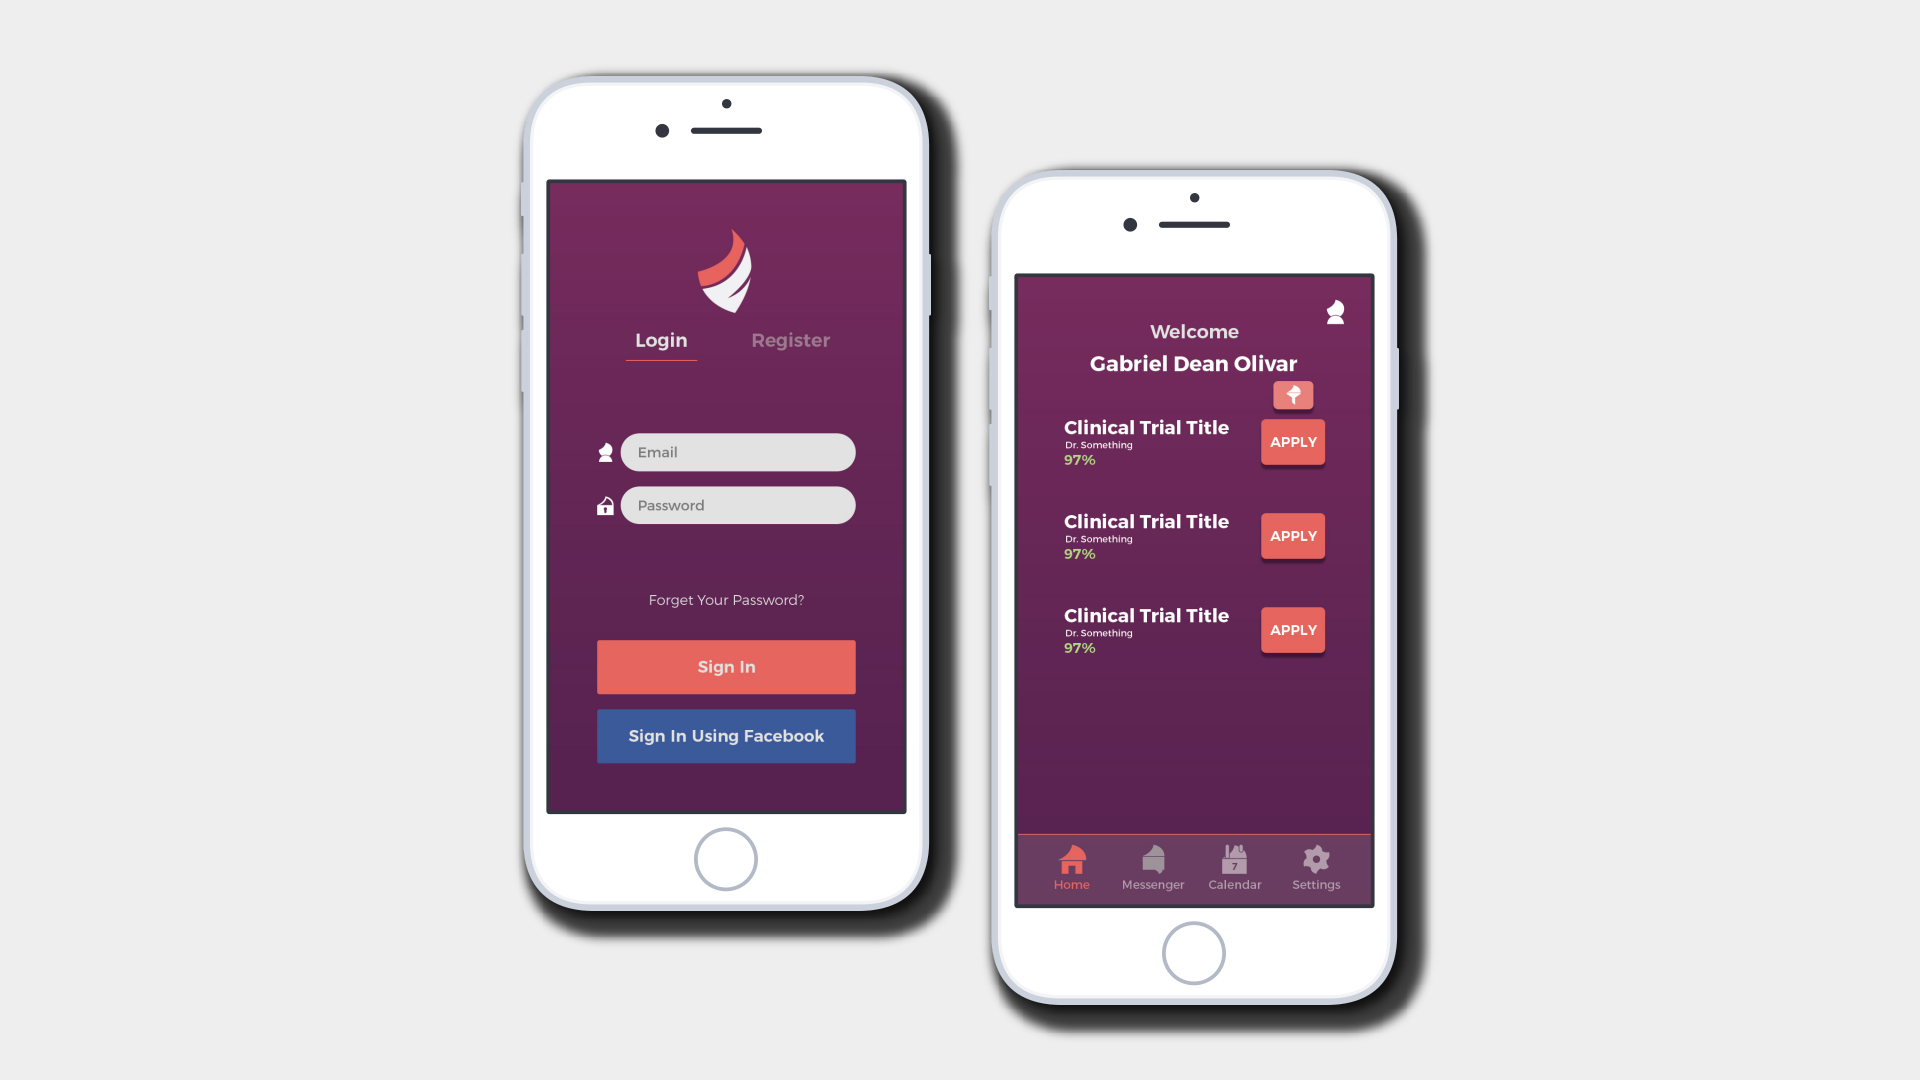 Login
Register
Email
Password
Forget Your Password?
Sign In
Sign In Using Facebook
Welcome
Gabriel Dean Olivar
Clinical Trial Title
Dr. Something
97%
APPLY
Clinical Trial Title
Dr. Something
97%
APPLY
Clinical Trial Title
Dr. Something
97%
APPLY
7
Home
Messenger
Calendar
Settings